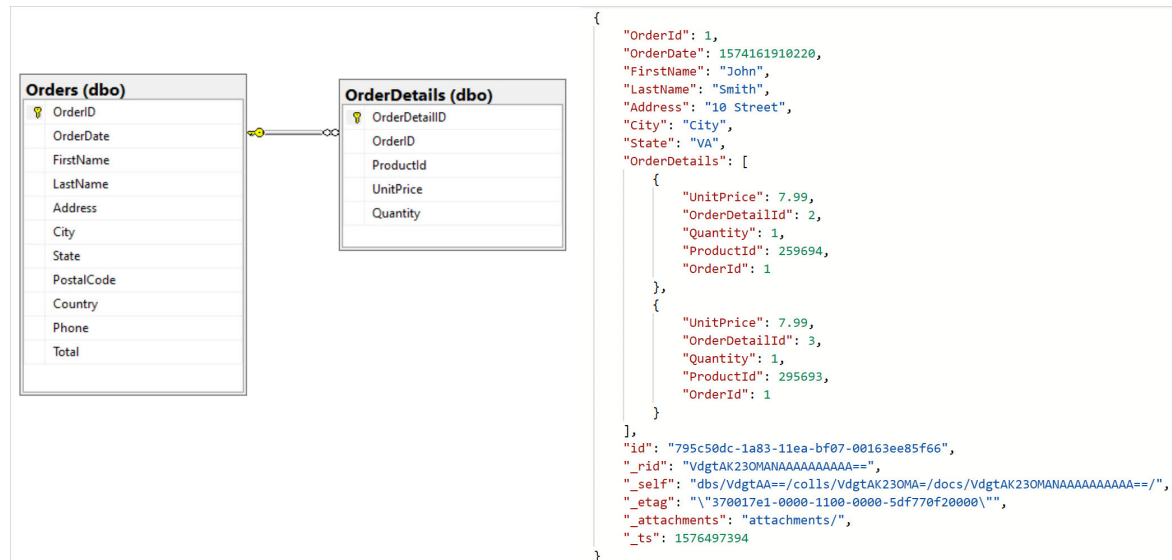 Orders (dbo)
OrderID
OrderDate
FirstName
LastName
Address
City
State
PostalCode
Country
Phone
Total
OrderDetails (dbo)
OrderDetailID
OrderID
ProductId
UnitPrice
Quantity
{
"OrderId": 1,
"OrderDate": 1574161910220,
"FirstName": "John",
"LastName": "Smith",
"Address": "10 Street",
"City": "City",
"State": "VA",
"OrderDetails": [
{
"UnitPrice": 7.99,
"OrderDetailId": 2,
"Quantity": 1,
"ProductId": 259694,
"OrderId": 1
},
{
"UnitPrice": 7.99,
"OrderDetailId": 3,
"Quantity": 1,
"ProductId": 295693,
"OrderId": 1
}
],
"id": "795c50dc-1a83-11ea-bf07-00163ee85f66",
"_rid": "VdgtAK23OMANAAAAAAAAAA==",
"_self": "dbs/VdgtAA==/colls/VdgtAK23OMA=/docs/VdgtAK23OMANAAAAAAAAAA==/",
"_etag": "\"370017e1-0000-1100-0000-5df770f20000\"",
"_attachments": "attachments/",
"_ts": 1576497394
}